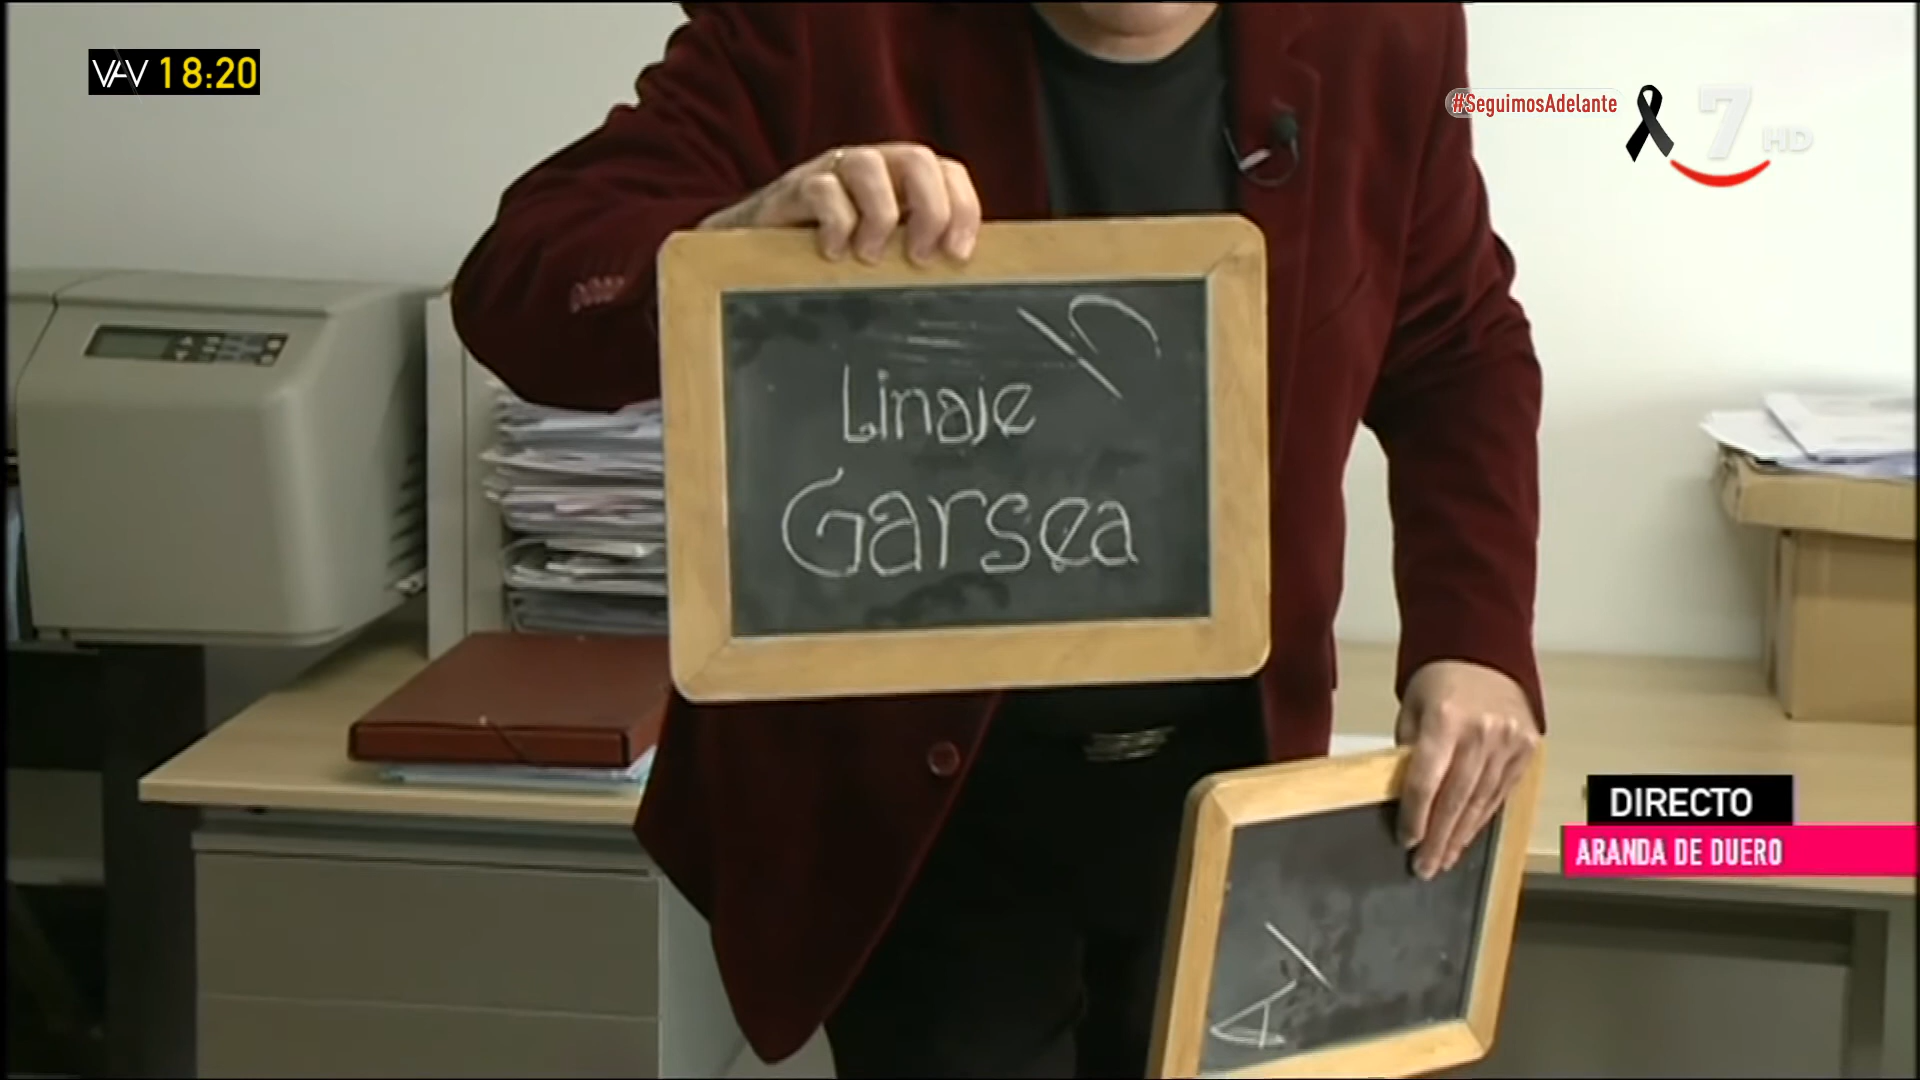 VAV 18:20
#SeguimosAdelante
7 HD
Linaje
Garsea
DIRECTO
ARANDA DE DUERO